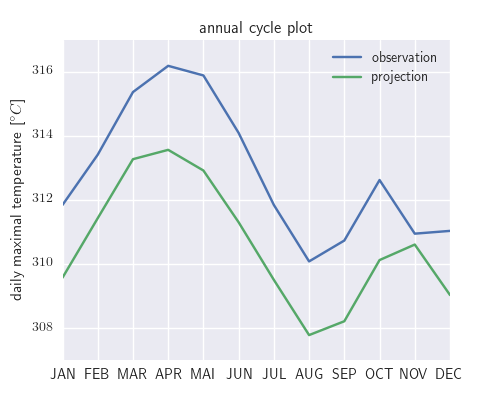 annual cycle plot
observation
projection
daily maximal temperature [°C]
316
314
312
310
308
JAN FEB MAR APR MAI JUN JUL AUG SEP OCT NOV DEC